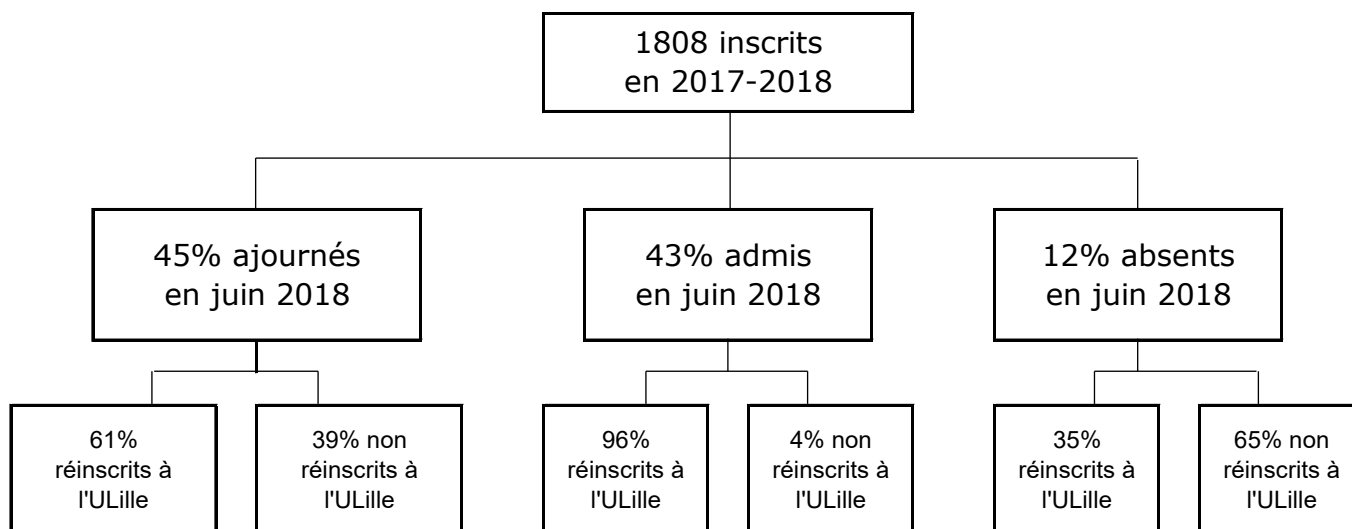 1808 inscrits
en 2017-2018
45% ajournés
en juin 2018
43% admis
en juin 2018
12% absents
en juin 2018
61%
réinscrits à
l'ULille
39% non
réinscrits à
l'ULille
96%
réinscrits à
l'ULille
4% non
réinscrits à
l'ULille
35%
réinscrits à
l'ULille
65% non
réinscrits à
l'ULille